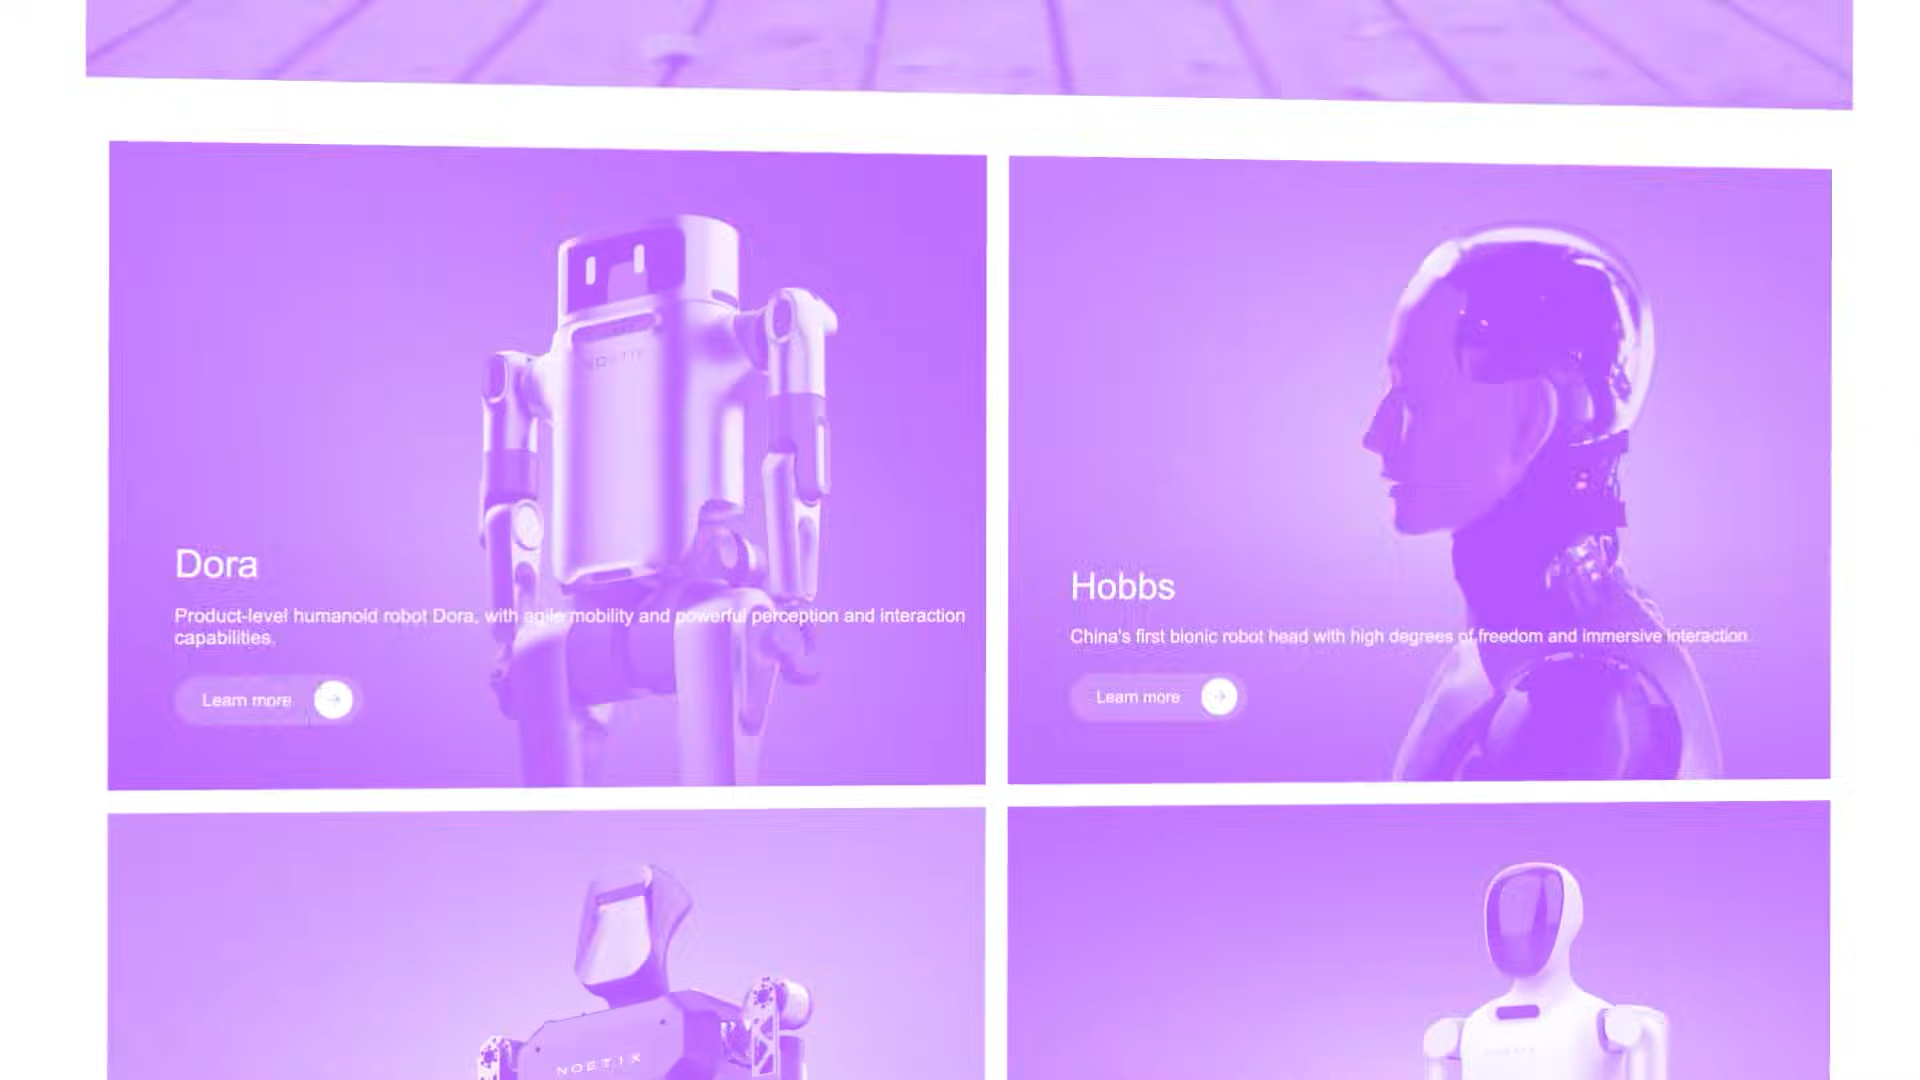 NOETIX
Dora
Product-level humanoid robot Dora, with agile mobility and powerful perception and interaction
capabilities.
Learn more
Hobbs
China's first bionic robot head with high degrees of freedom and immersive interaction
Learn more
NOETIX